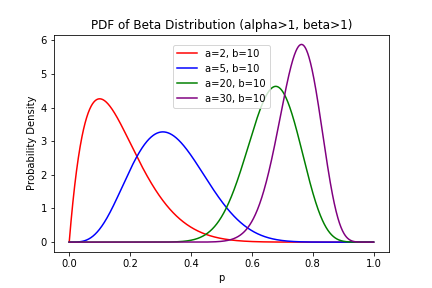 PDF of Beta Distribution (alpha>1, beta>1)
a=2, b=10
a=5, b=10
a=20, b=10
a=30, b=10
Probability Density
6
5
4
3
2
1
0
0.0 0.2 0.4 0.6 0.8 1.0
p